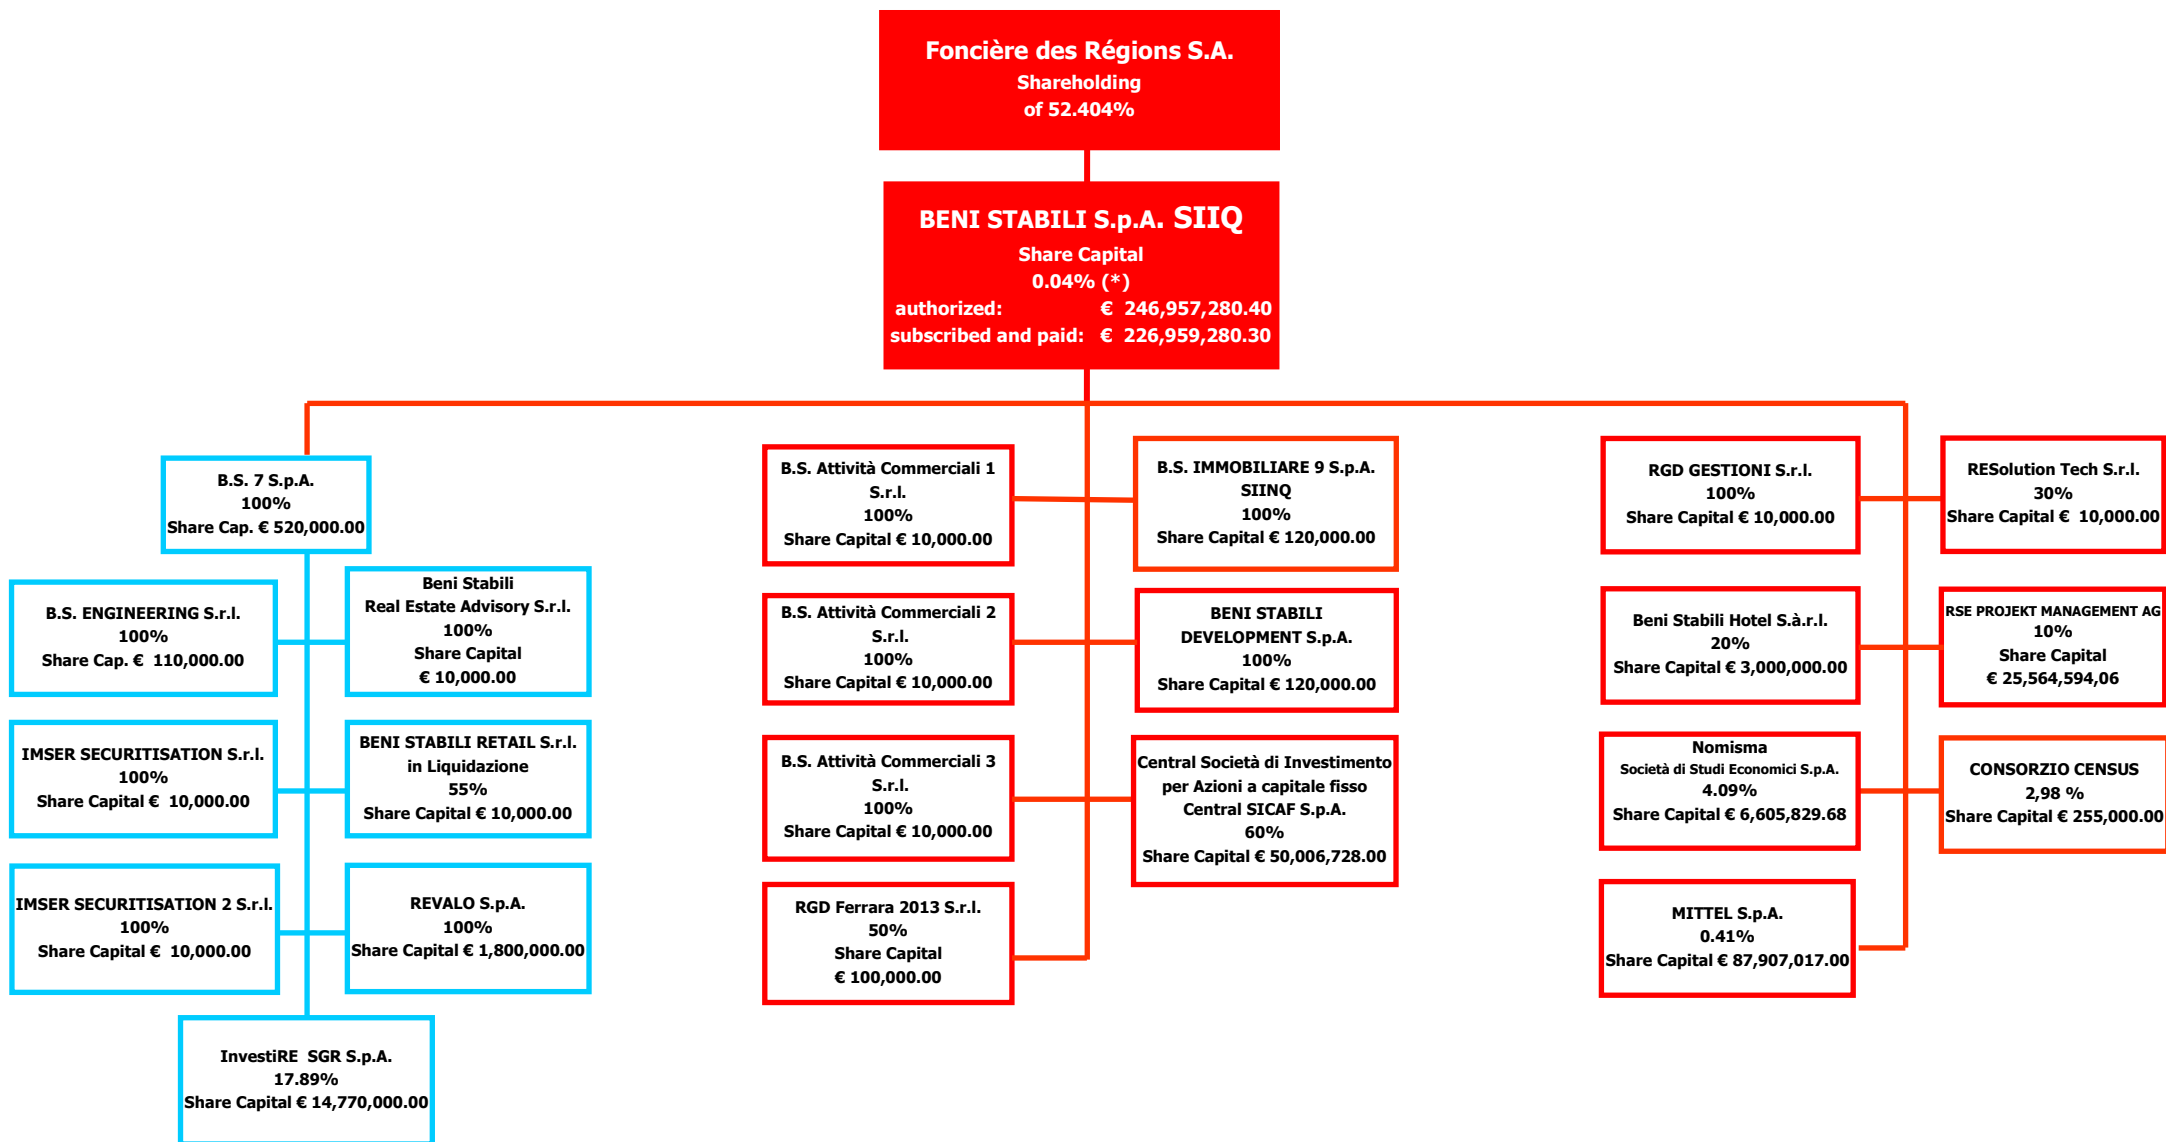 Foncière des Régions S.A.
Shareholding
of 52.404%
BENI STABILI S.p.A. SIIQ
Share Capital
0.04% (*)
authorized: € 246,957,280.40
subscribed and paid: € 226,959,280.30
B.S. 7 S.p.A.
100%
Share Cap. € 520,000.00
B.S. ENGINEERING S.r.l.
100%
Share Cap. € 110,000.00
Beni Stabili
Real Estate Advisory S.r.l.
100%
Share Capital
€ 10,000.00
IMSER SECURITISATION S.r.l.
100%
Share Capital € 10,000.00
BENI STABILI RETAIL S.r.l.
in Liquidazione
55%
Share Capital € 10,000.00
IMSER SECURITISATION 2 S.r.l.
100%
Share Capital € 10,000.00
REVALO S.p.A.
100%
Share Capital € 1,800,000.00
InvestiRE SGR S.p.A.
17.89%
Share Capital € 14,770,000.00
B.S. Attività Commerciali 1
S.r.l.
100%
Share Capital € 10,000.00
B.S. IMMOBILIARE 9 S.p.A.
SIINQ
100%
Share Capital € 120,000.00
B.S. Attività Commerciali 2
S.r.l.
100%
Share Capital € 10,000.00
BENI STABILI
DEVELOPMENT S.p.A.
100%
Share Capital € 120,000.00
B.S. Attività Commerciali 3
S.r.l.
100%
Share Capital € 10,000.00
Central Società di Investimento
per Azioni a capitale fisso
Central SICAF S.p.A.
60%
Share Capital € 50,006,728.00
RGD Ferrara 2013 S.r.l.
50%
Share Capital
€ 100,000.00
RGD GESTIONI S.r.l.
100%
Share Capital € 10,000.00
RESolution Tech S.r.l.
30%
Share Capital € 10,000.00
Beni Stabili Hotel S.à.r.l.
20%
Share Capital € 3,000,000.00
RSE PROJEKT MANAGEMENT AG
10%
Share Capital
€ 25,564,594,06
Nomisma
Società di Studi Economici S.p.A.
4.09%
Share Capital € 6,605,829.68
CONSORZIO CENSUS
2,98 %
Share Capital € 255,000.00
MITTEL S.p.A.
0.41%
Share Capital € 87,907,017.00